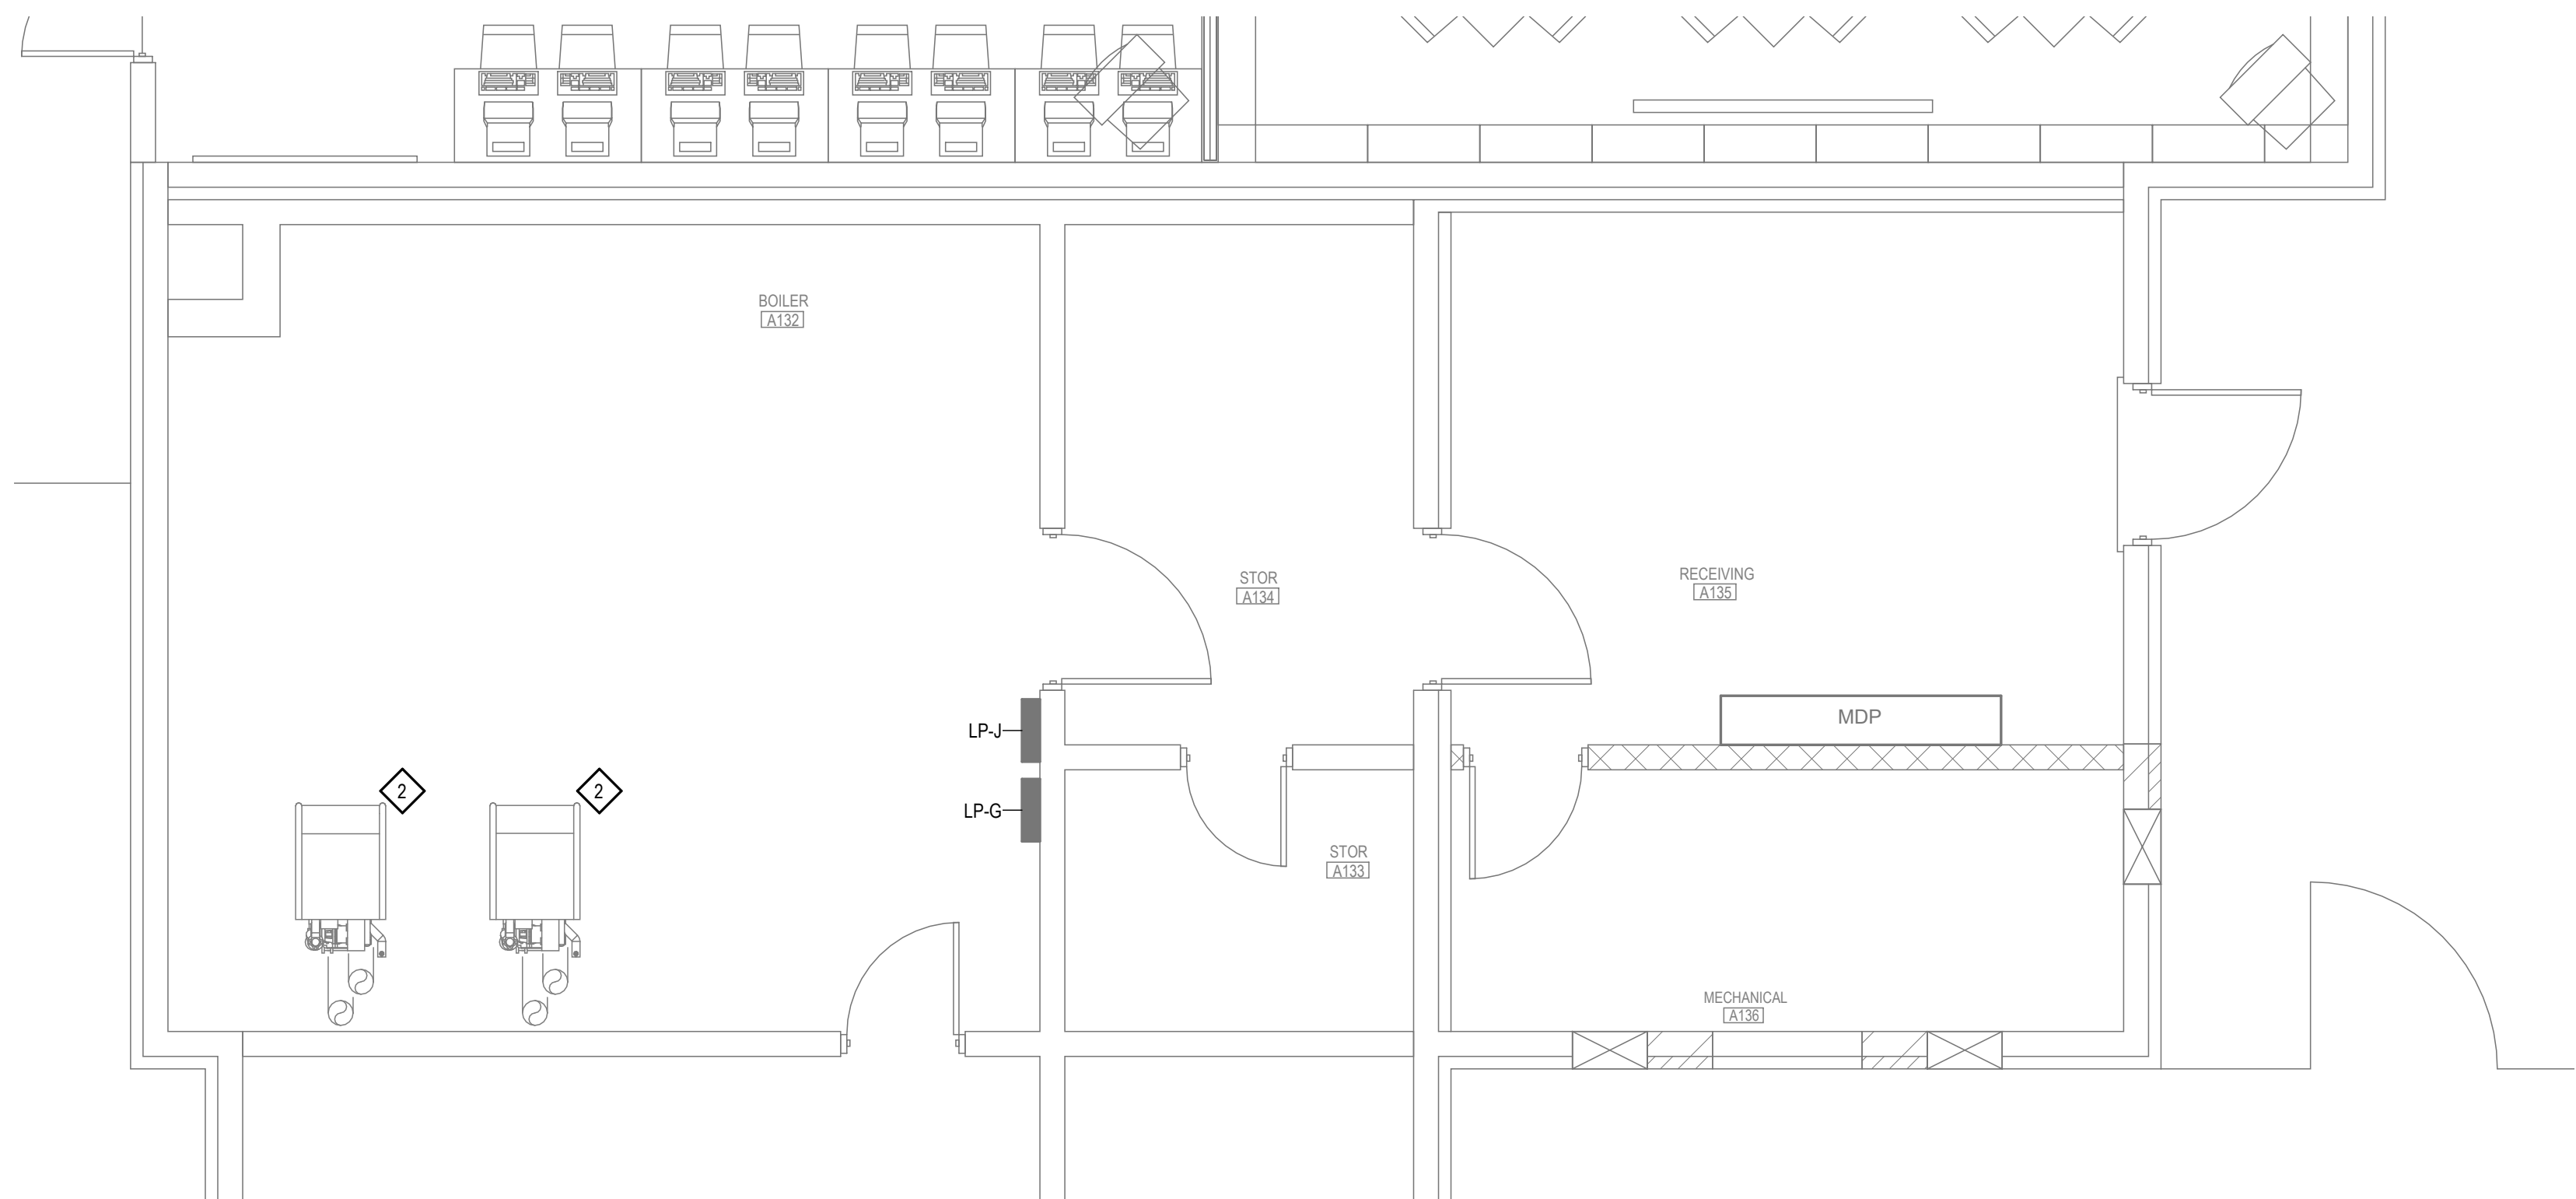 BOILER
A132
STOR
A134
RECEIVING
A135
LP-J
MDP
2
2
LP-G
STOR
A133
MECHANICAL
A136